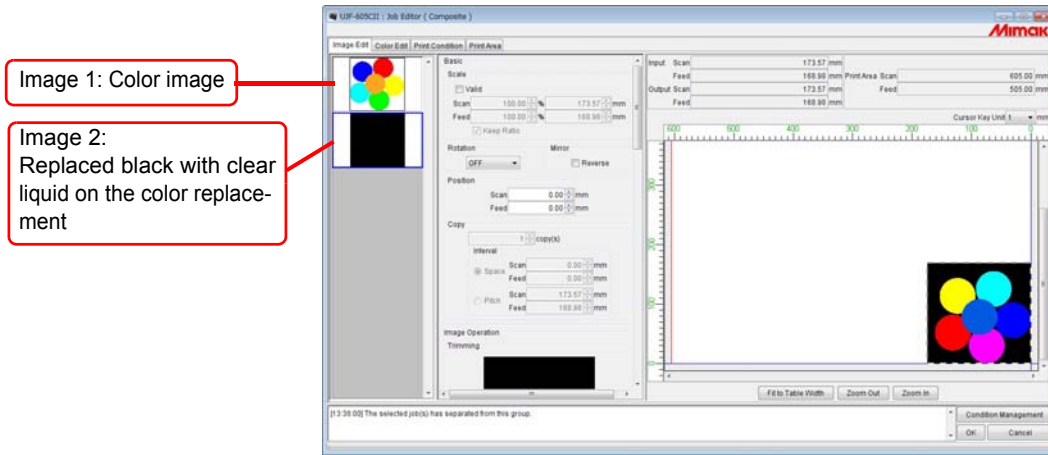 Image 1: Color image
Image 2:
Replaced black with clear
liquid on the color replace-
ment
UJF-605CII : Job Editor ( Composite )
Mimaki
Image Edit Color Edit Print Condition Print Area
Basic
Scale
Valid
Scan 100.00 % 173.57 mm
Feed 100.00 % 168.98 mm
Keep Ratio
Rotation Mirror
OFF Reverse
Position
Scan 0.00 mm
Feed 0.00 mm
Copy
1 copy(s)
Interval
Space Scan 0.00 mm
Feed 0.00 mm
Pitch Scan 173.57 mm
Feed 168.98 mm
Image Operation
Trimming
Input Scan 173.57 mm
Feed 168.98 mm Print Area Scan 605.00 mm
Output Scan 173.57 mm Feed 505.00 mm
Feed 168.98 mm
Cursor Key Unit 1 mm
600 500 400 300 200 100 0
300
200
100
0
Fit to Table Width Zoom Out Zoom In
[13:38:00] The selected job(s) has separated from this group.
Condition Management
OK Cancel